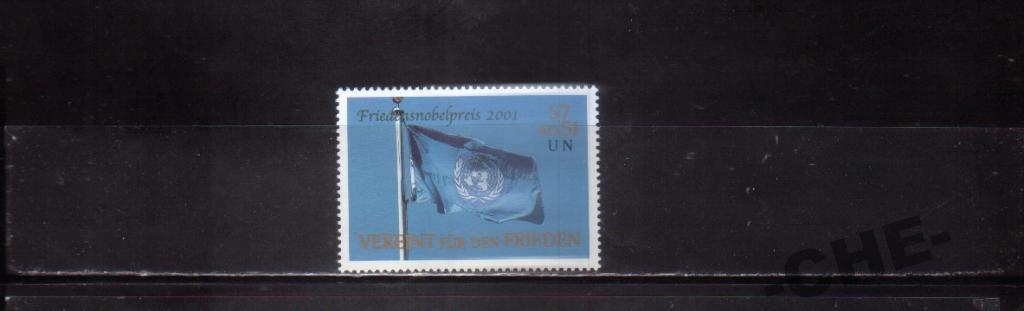 Friedensnobelpreis 2001
S7
€0,51
UN
VEREINT FÜR DEN FRIEDEN
-CHE-